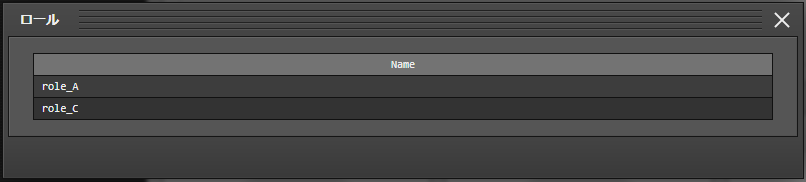 ロール
Name
role_A
role_C